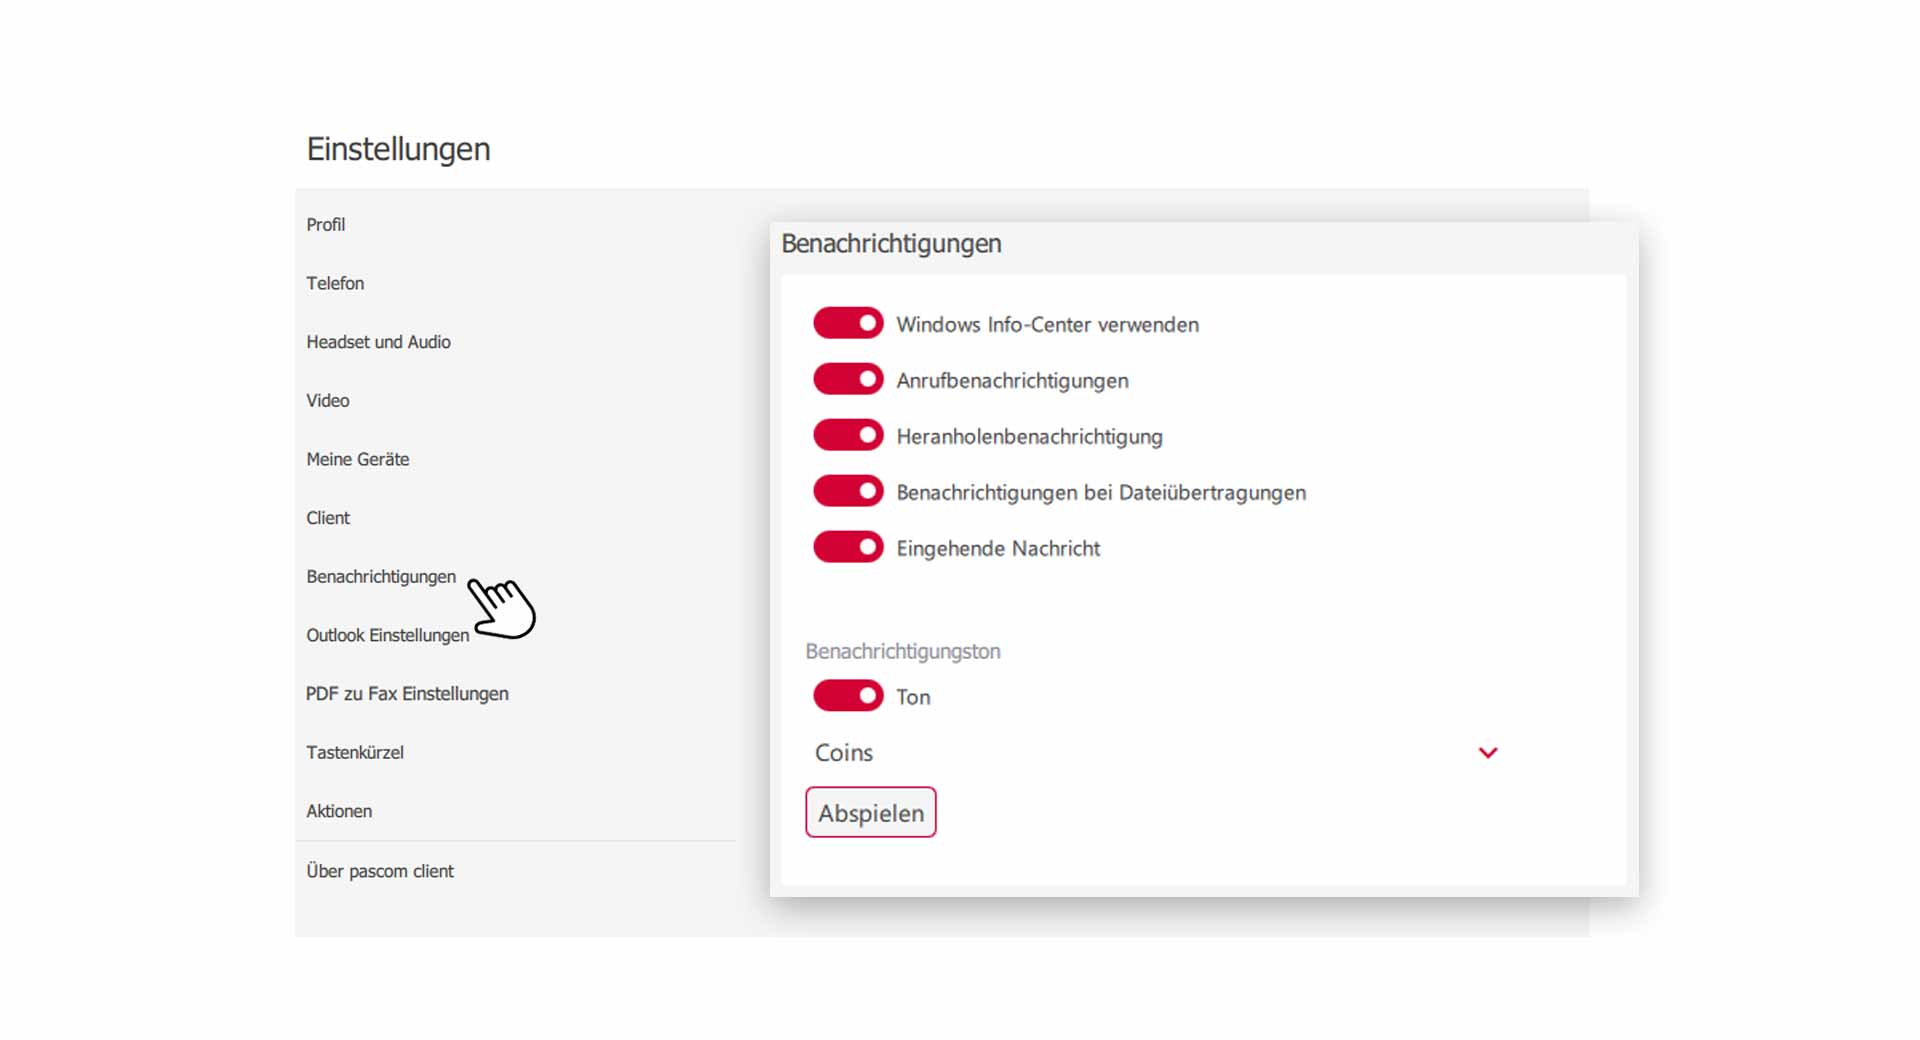 Einstellungen
Profil
Telefon
Headset und Audio
Video
Meine Geräte
Client
Benachrichtigungen
Outlook Einstellungen
PDF zu Fax Einstellungen
Tastenkürzel
Aktionen
Über pascom client
Benachrichtigungen
Windows Info-Center verwenden
Anrufbenachrichtigungen
Heranholenbenachrichtigung
Benachrichtigungen bei Dateiübertragungen
Eingehende Nachricht
Benachrichtigungston
Ton
Coins
Abspielen